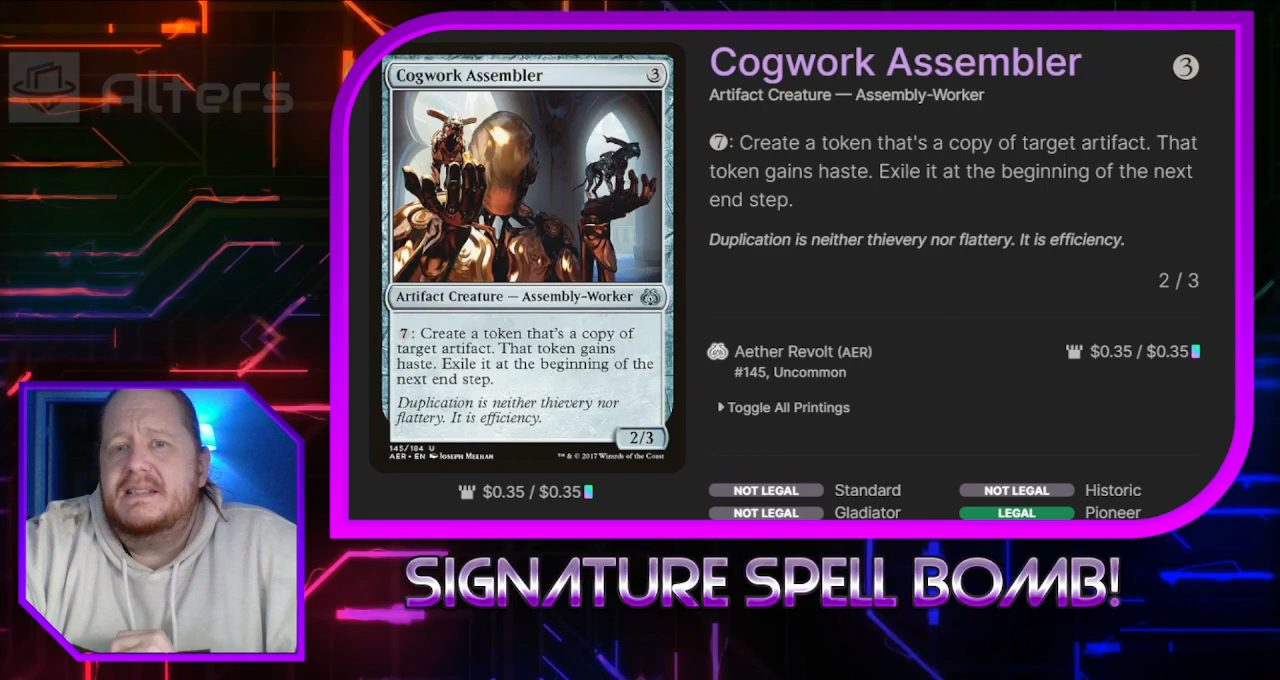 Alters
Cogwork Assembler 3
Artifact Creature — Assembly-Worker
7: Create a token that's a copy of
target artifact. That token gains
haste. Exile it at the beginning of the
next end step.
Duplication is neither thievery nor
flattery. It is efficiency.
2/3
145/184 U
AER • EN Joseph Meehan
™ & © 2017 Wizards of the Coast
$0.35 / $0.35
Cogwork Assembler 3
Artifact Creature — Assembly-Worker
7: Create a token that's a copy of target artifact. That
token gains haste. Exile it at the beginning of the next
end step.
Duplication is neither thievery nor flattery. It is efficiency.
2 / 3
Aether Revolt (AER) $0.35 / $0.35
#145, Uncommon
Toggle All Printings
NOT LEGAL Standard NOT LEGAL Historic
NOT LEGAL Gladiator LEGAL Pioneer
SIGNATURE SPELL BOMB!